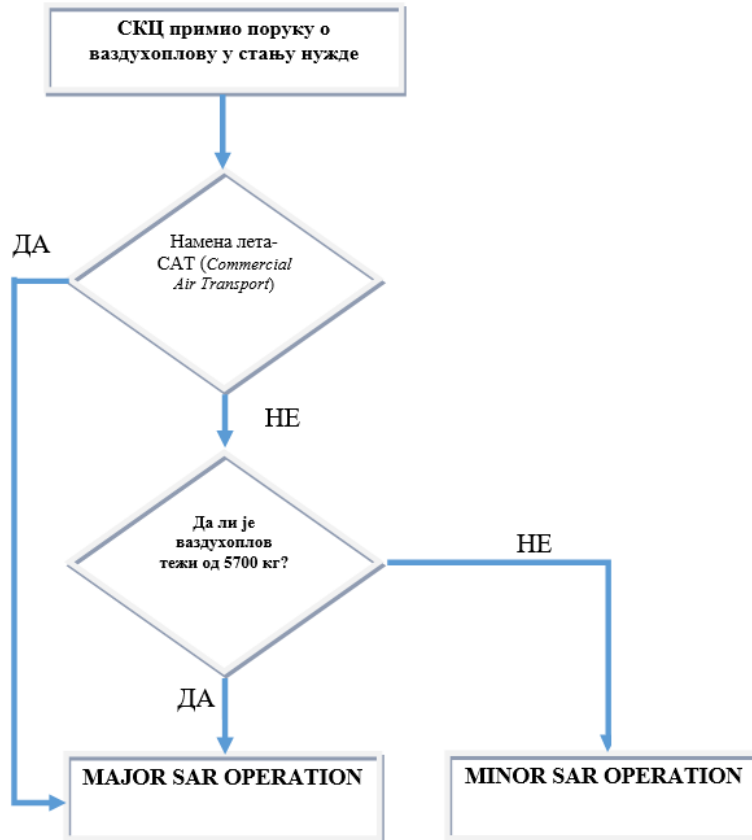 СКЦ примио поруку о
ваздухоплову у стању нужде
ДА
Намена лета-
САТ (Commercial
Air Transport)
НЕ
Да ли је
ваздухоплов
тежи од 5700 кг?
НЕ
ДА
MAJOR SAR OPERATION
MINOR SAR OPERATION